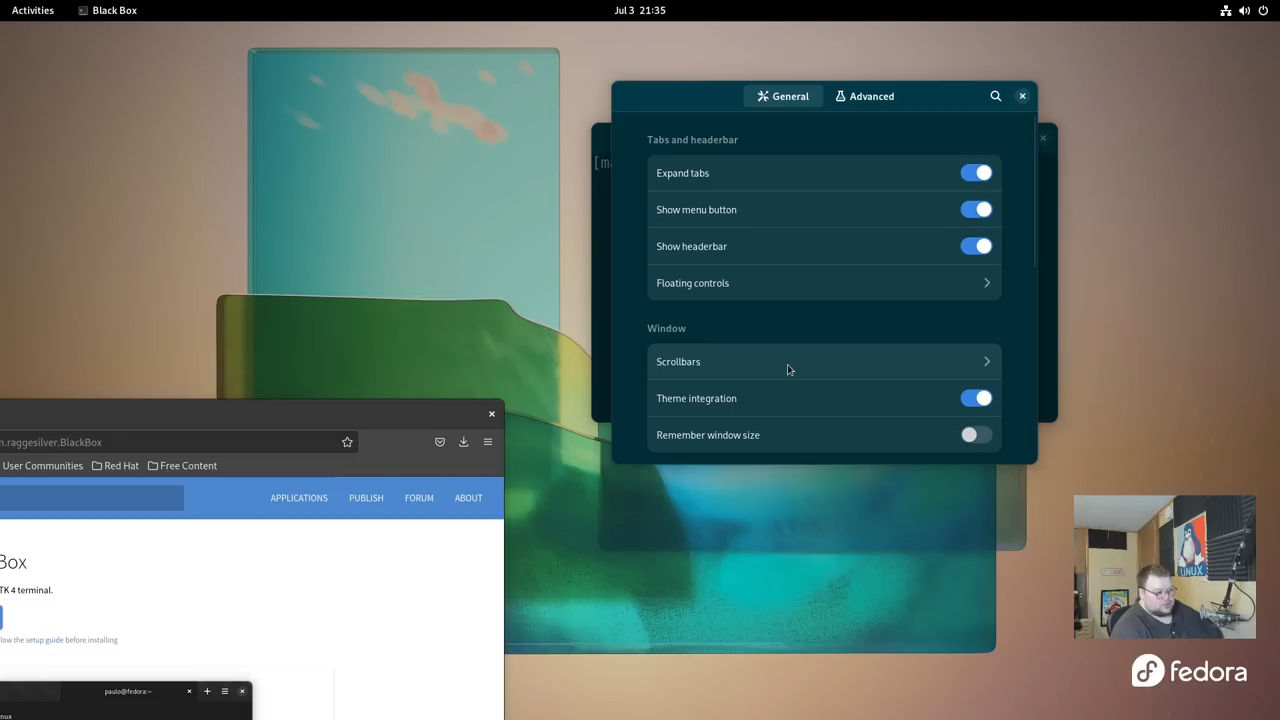 Activities
Black Box
Jul 3 21:35
General
Advanced
Tabs and headerbar
[m
Expand tabs
Show menu button
Show headerbar
Floating controls
Window
Scrollbars
Theme integration
Remember window size
m.raggesilver.BlackBox
User Communities
Red Hat
Free Content
APPLICATIONS
PUBLISH
FORUM
ABOUT
Box
TK 4 terminal.
low the setup guide before installing
paulo@fedora:~
nux
LINUX
fedora